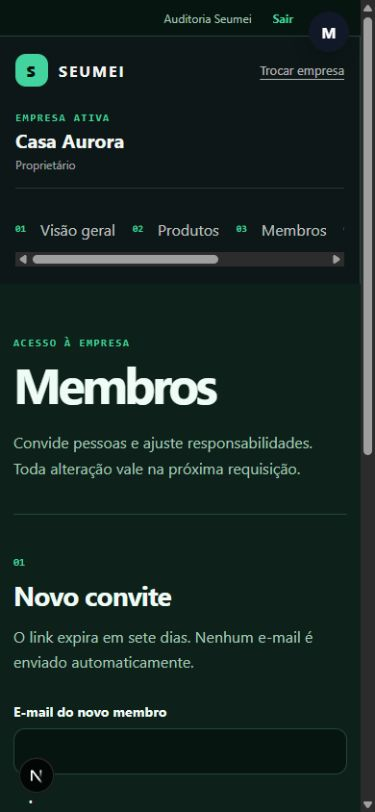 Auditoria Seumei Sair
M
S SEUMEI Trocar empresa
EMPRESA ATIVA
Casa Aurora
Proprietário
01 Visão geral 02 Produtos 03 Membros
ACESSO À EMPRESA
Membros
Convide pessoas e ajuste responsabilidades.
Toda alteração vale na próxima requisição.
01
Novo convite
O link expira em sete dias. Nenhum e-mail é
enviado automaticamente.
E-mail do novo membro
N